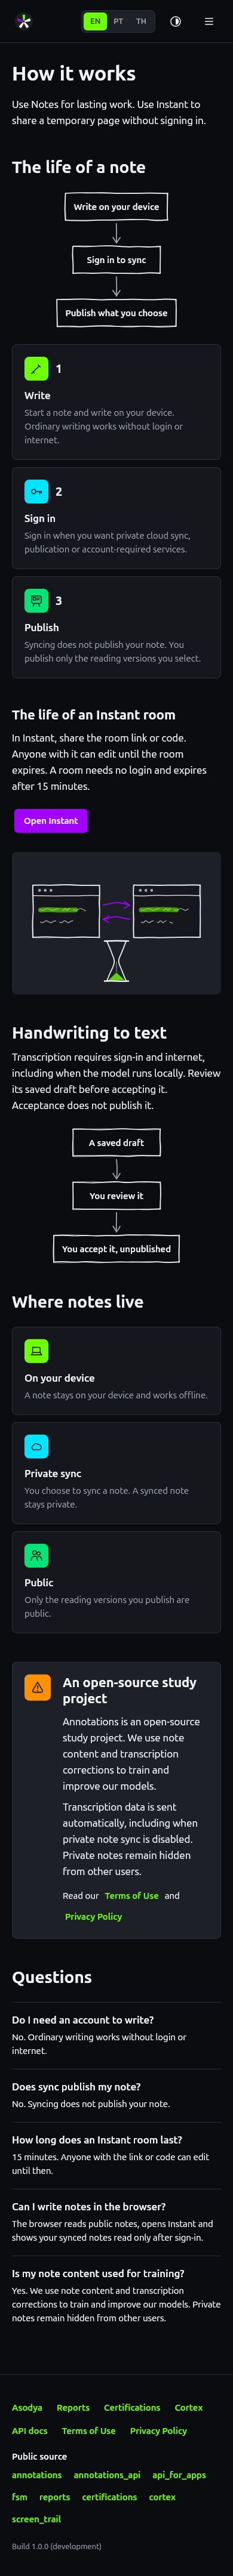 EN PT TH
How it works
Use Notes for lasting work. Use Instant to
share a temporary page without signing in.
The life of a note
Write on your device
Sign in to sync
Publish what you choose
1
Write
Start a note and write on your device.
Ordinary writing works without login or
internet.
2
Sign in
Sign in when you want private cloud sync,
publication or account-required services.
3
Publish
Syncing does not publish your note. You
publish only the reading versions you select.
The life of an Instant room
In Instant, share the room link or code.
Anyone with it can edit until the room
expires. A room needs no login and expires
after 15 minutes.
Open Instant
Handwriting to text
Transcription requires sign-in and internet,
including when the model runs locally. Review
its saved draft before accepting it.
Acceptance does not publish it.
A saved draft
You review it
You accept it, unpublished
Where notes live
On your device
A note stays on your device and works offline.
Private sync
You choose to sync a note. A synced note
stays private.
Public
Only the reading versions you publish are
public.
An open-source study
project
Annotations is an open-source
study project. We use note
content and transcription
corrections to train and
improve our models.
Transcription data is sent
automatically, including when
private note sync is disabled.
Private notes remain hidden
from other users.
Read our Terms of Use and
Privacy Policy
Questions
Do I need an account to write?
No. Ordinary writing works without login or
internet.
Does sync publish my note?
No. Syncing does not publish your note.
How long does an Instant room last?
15 minutes. Anyone with the link or code can edit
until then.
Can I write notes in the browser?
The browser reads public notes, opens Instant and
shows your synced notes read only after sign-in.
Is my note content used for training?
Yes. We use note content and transcription
corrections to train and improve our models. Private
notes remain hidden from other users.
Asodya Reports Certifications Cortex
API docs Terms of Use Privacy Policy
Public source
annotations annotations_api api_for_apps
fsm reports certifications cortex
screen_trail
Build 1.0.0 (development)